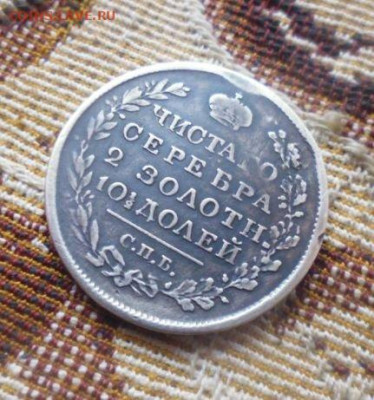 ЧИСТАГО
СЕРЕБРА
2 ЗОЛОТН.
10½ ДОЛЕЙ
С.П.Б.